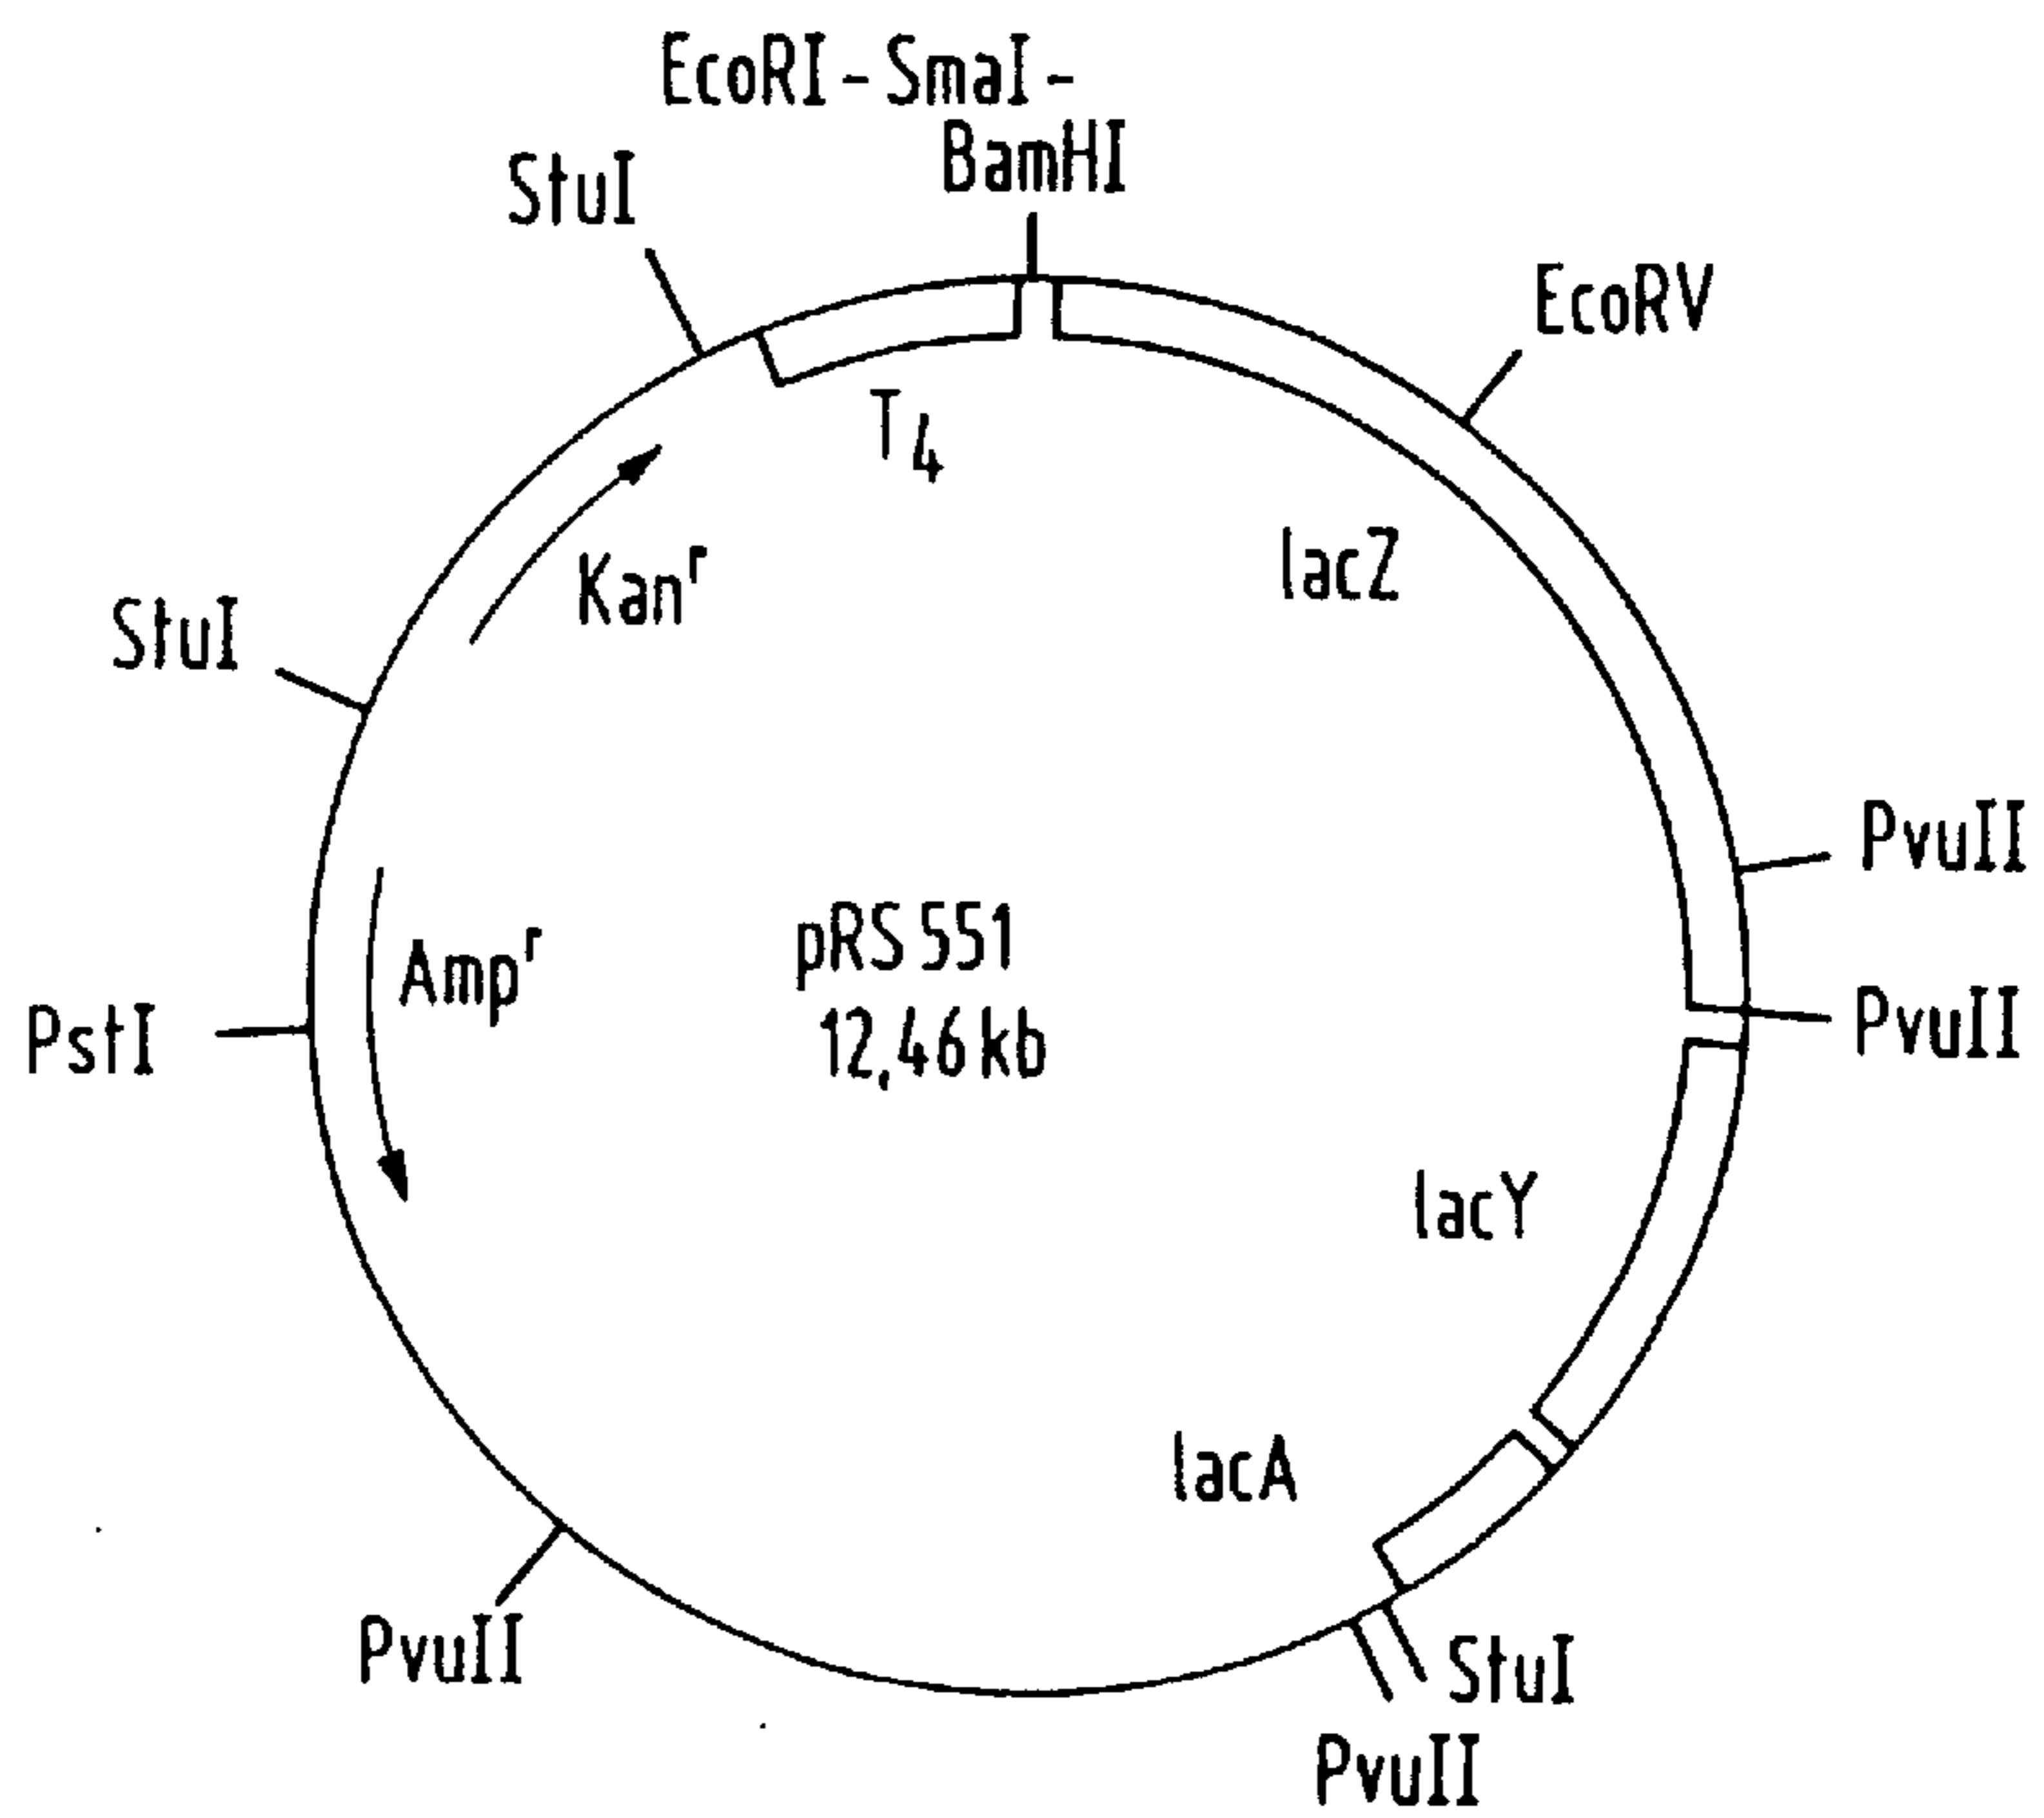 EcoRI - SmaI -
BamHI
StuI
EcoRV
T4
lacZ
Kanr
StuI
PvuII
pRS 551
Ampr
12,46 kb
PstI
PvuII
lacY
lacA
PvuII
StuI
PvuII